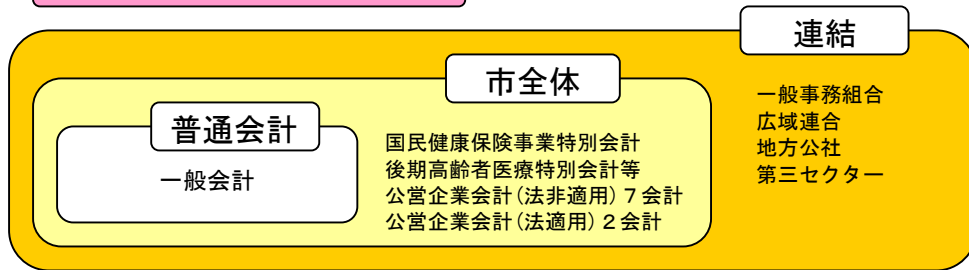 連結
市全体
普通会計
一般会計
国民健康保険事業特別会計
後期高齢者医療特別会計等
公営企業会計(法非適用)7会計
公営企業会計(法適用)2会計
一般事務組合
広域連合
地方公社
第三セクター